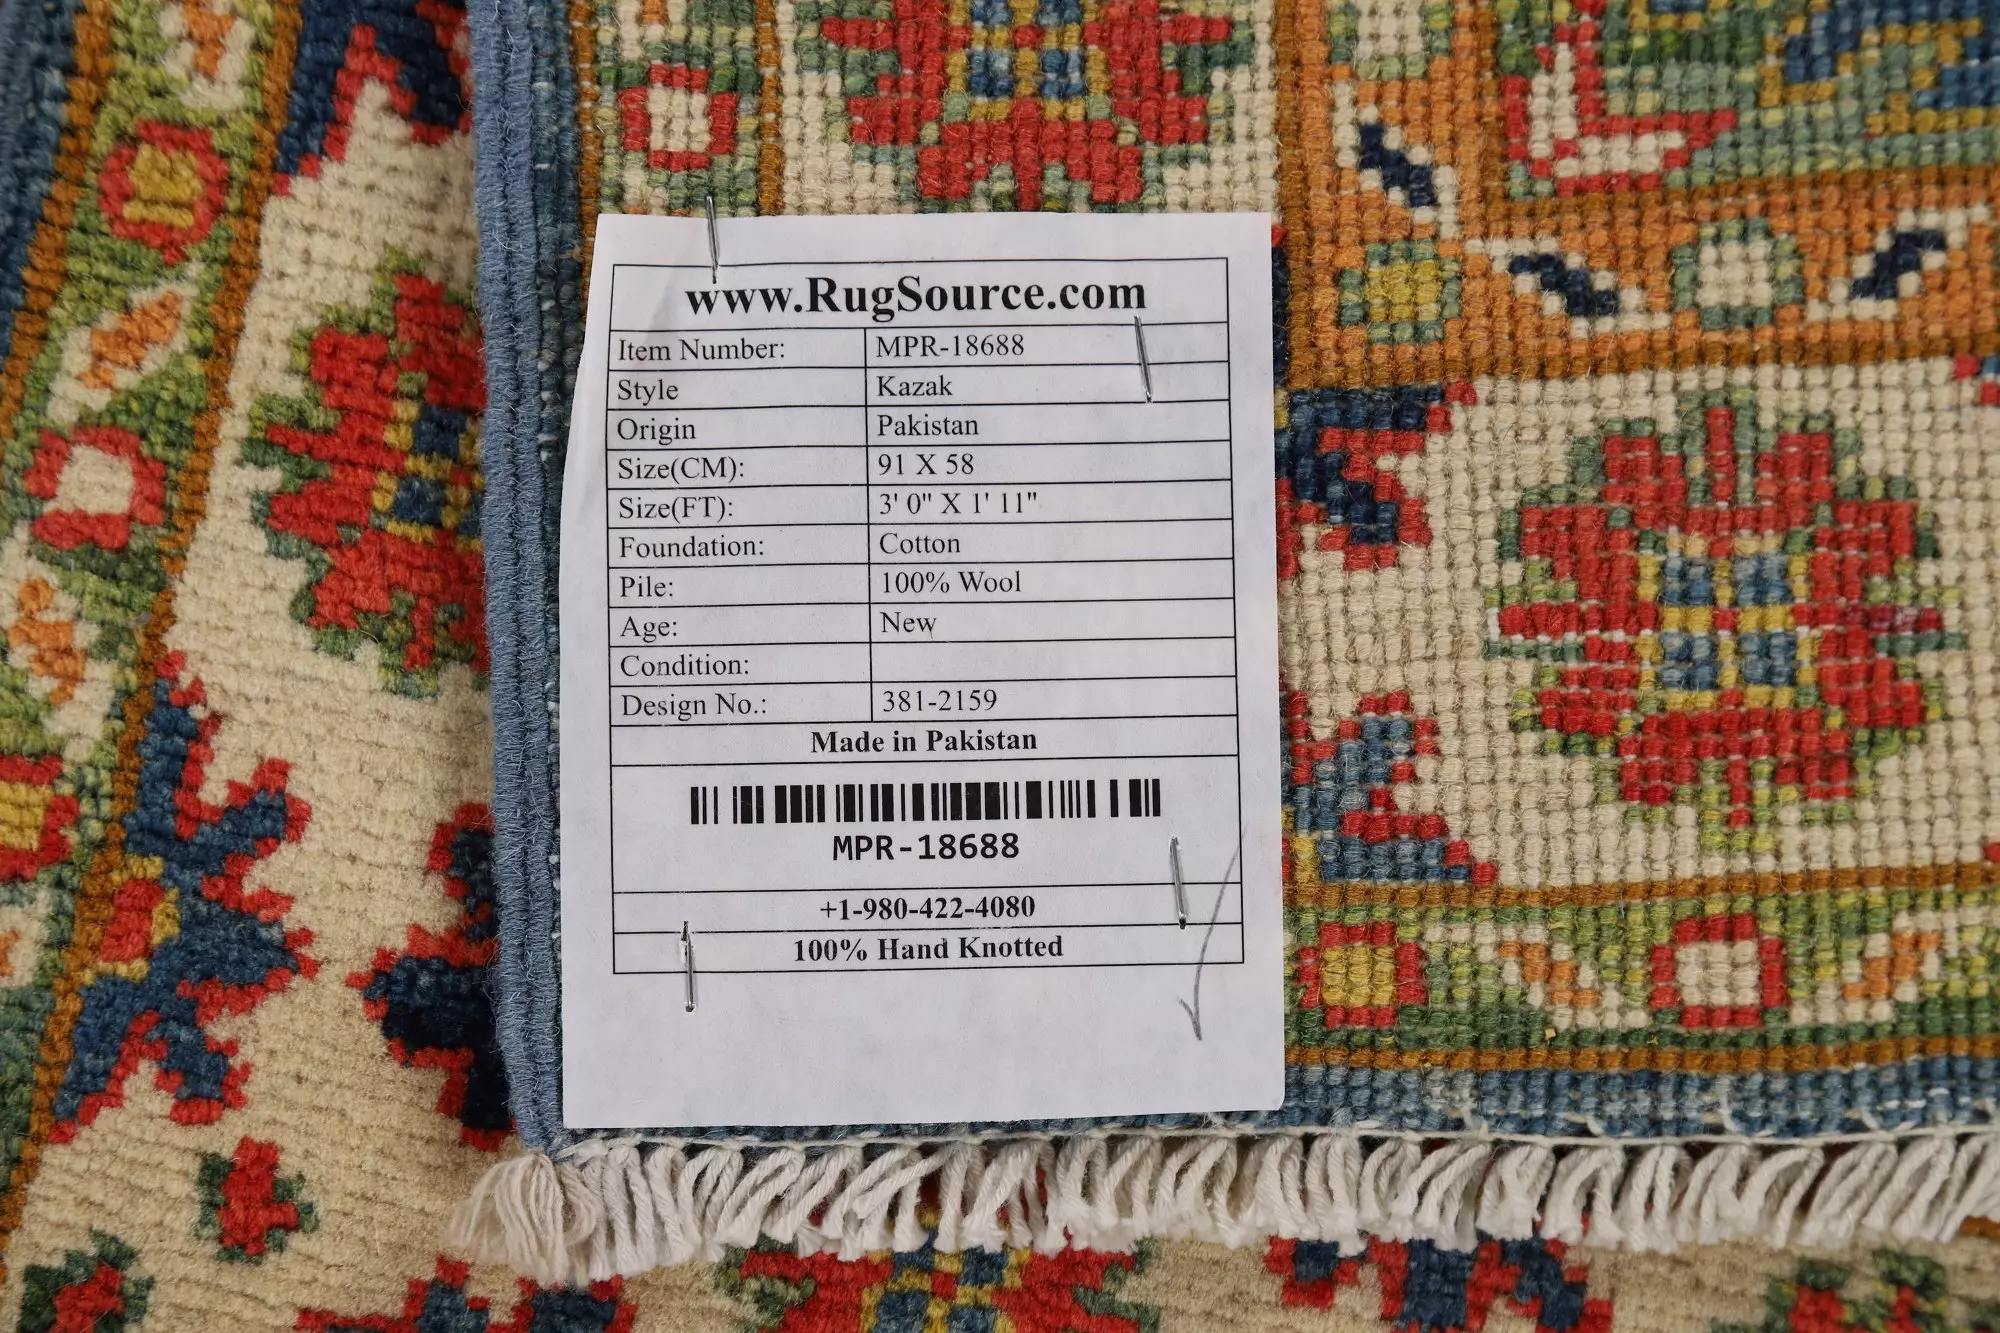 www.RugSource.com
Item Number: MPR-18688
Style Kazak
Origin Pakistan
Size(CM): 91 X 58
Size(FT): 3' 0" X 1' 11"
Foundation: Cotton
Pile: 100% Wool
Age: New
Condition:
Design No.: 381-2159
Made in Pakistan
MPR-18688
+1-980-422-4080
100% Hand Knotted